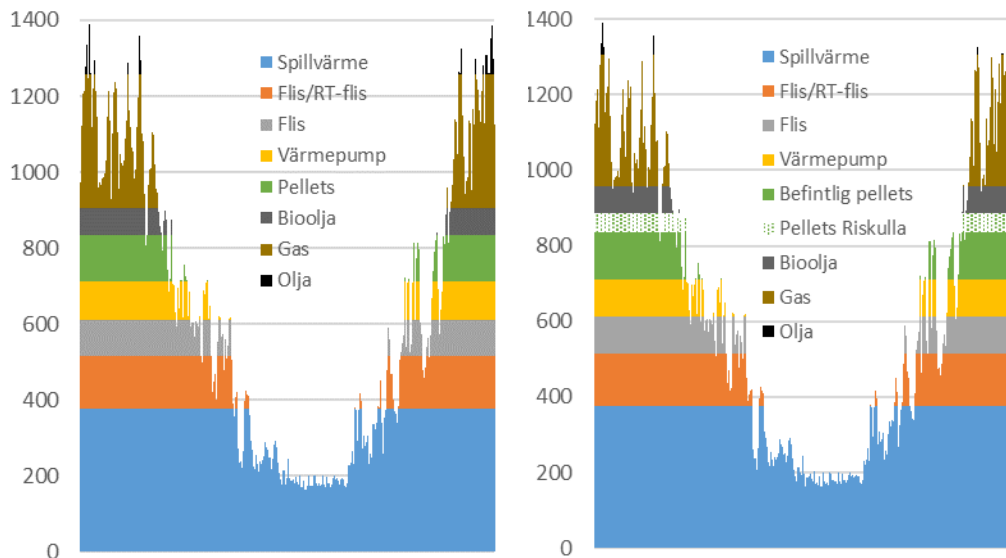 1400
1200
1000
800
600
400
200
0
Spillvärme
Flis/RT-flis
Flis
Värmepump
Pellets
Bioolja
Gas
Olja
1400
1200
1000
800
600
400
200
0
Spillvärme
Flis/RT-flis
Flis
Värmepump
Befintlig pellets
Pellets Riskulla
Bioolja
Gas
Olja